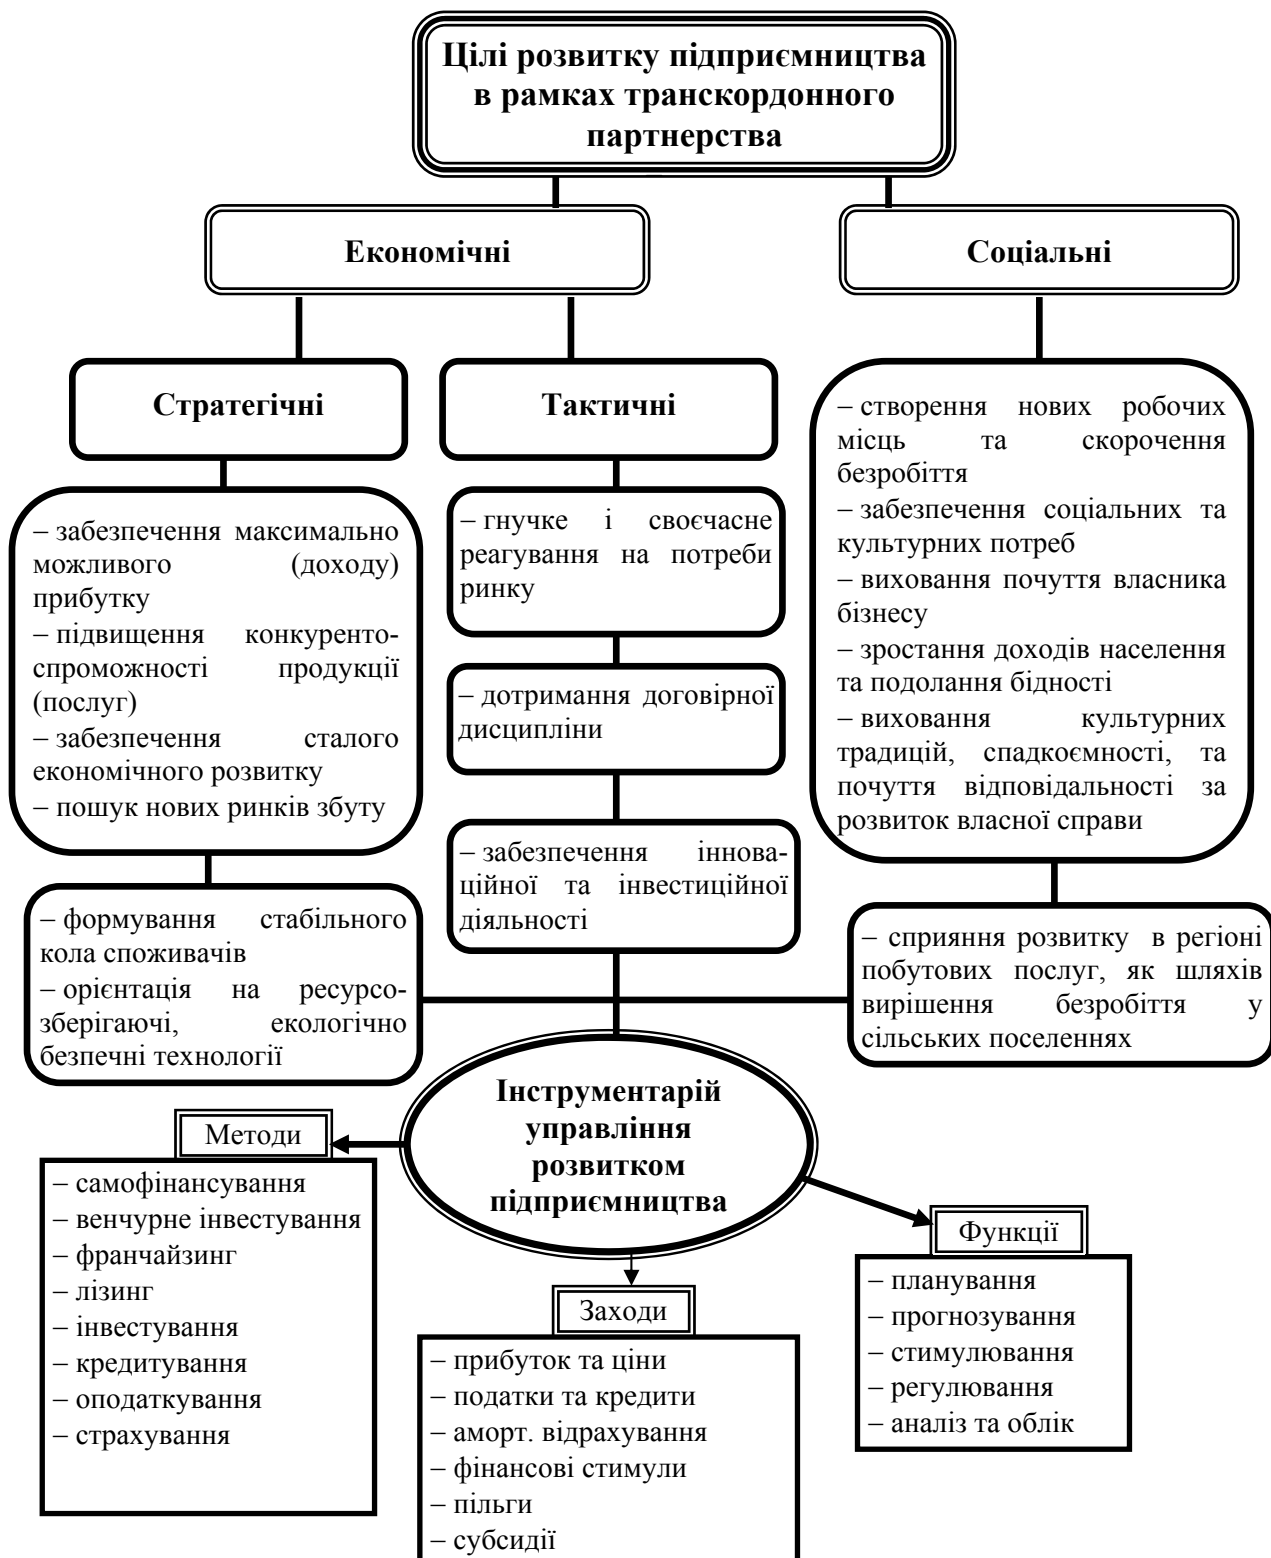 Цілі розвитку підприємництва
в рамках транскордонного
партнерства
Економічні
Соціальні
Стратегічні
Тактичні
– забезпечення максимально
можливого (доходу)
прибутку
– підвищення конкуренто-
спроможності продукції
(послуг)
– забезпечення сталого
економічного розвитку
– пошук нових ринків збуту
– формування стабільного
кола споживачів
– орієнтація на ресурсо-
зберігаючі, екологічно
безпечні технології
– гнучке і своєчасне
реагування на потреби
ринку
– дотримання договірної
дисципліни
– забезпечення іннова-
ційної та інвестиційної
діяльності
– створення нових робочих
місць та скорочення
безробіття
– забезпечення соціальних та
культурних потреб
– виховання почуття власника
бізнесу
– зростання доходів населення
та подолання бідності
– виховання культурних
традицій, спадкоємності, та
почуття відповідальності за
розвиток власної справи
– сприяння розвитку в регіоні
побутових послуг, як шляхів
вирішення безробіття у
сільських поселеннях
Інструментарій
управління
розвитком
підприємництва
Методи
– самофінансування
– венчурне інвестування
– франчайзинг
– лізинг
– інвестування
– кредитування
– оподаткування
– страхування
Заходи
– прибуток та ціни
– податки та кредити
– аморт. відрахування
– фінансові стимули
– пільги
– субсидії
Функції
– планування
– прогнозування
– стимулювання
– регулювання
– аналіз та облік